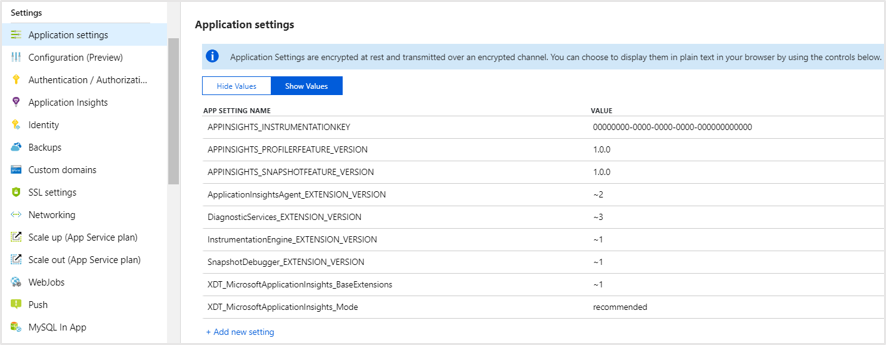 Settings
Application settings
Configuration (Preview)
Authentication / Authorizati...
Application Insights
Identity
Backups
Custom domains
SSL settings
Networking
Scale up (App Service plan)
Scale out (App Service plan)
WebJobs
Push
MySQL In App
Application settings
Application Settings are encrypted at rest and transmitted over an encrypted channel. You can choose to display them in plain text in your browser by using the controls below.
Hide Values Show Values
APP SETTING NAME VALUE
APPINSIGHTS_INSTRUMENTATIONKEY 00000000-0000-0000-0000-000000000000
APPINSIGHTS_PROFILERFEATURE_VERSION 1.0.0
APPINSIGHTS_SNAPSHOTFEATURE_VERSION 1.0.0
ApplicationInsightsAgent_EXTENSION_VERSION ~2
DiagnosticServices_EXTENSION_VERSION ~3
InstrumentationEngine_EXTENSION_VERSION ~1
SnapshotDebugger_EXTENSION_VERSION ~1
XDT_MicrosoftApplicationInsights_BaseExtensions ~1
XDT_MicrosoftApplicationInsights_Mode recommended
+ Add new setting